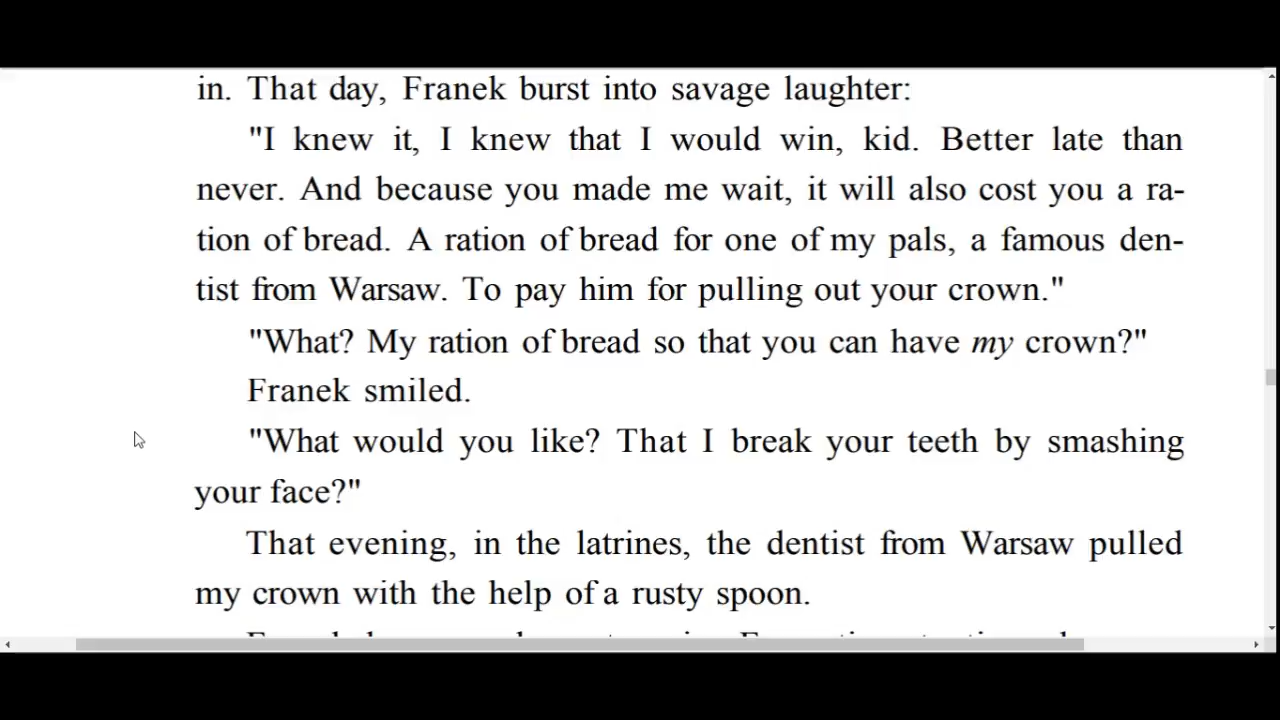 in. That day, Franek burst into savage laughter:
"I knew it, I knew that I would win, kid. Better late than
never. And because you made me wait, it will also cost you a ra-
tion of bread. A ration of bread for one of my pals, a famous den-
tist from Warsaw. To pay him for pulling out your crown."
"What? My ration of bread so that you can have my crown?"
Franek smiled.
"What would you like? That I break your teeth by smashing
your face?"
That evening, in the latrines, the dentist from Warsaw pulled
my crown with the help of a rusty spoon.